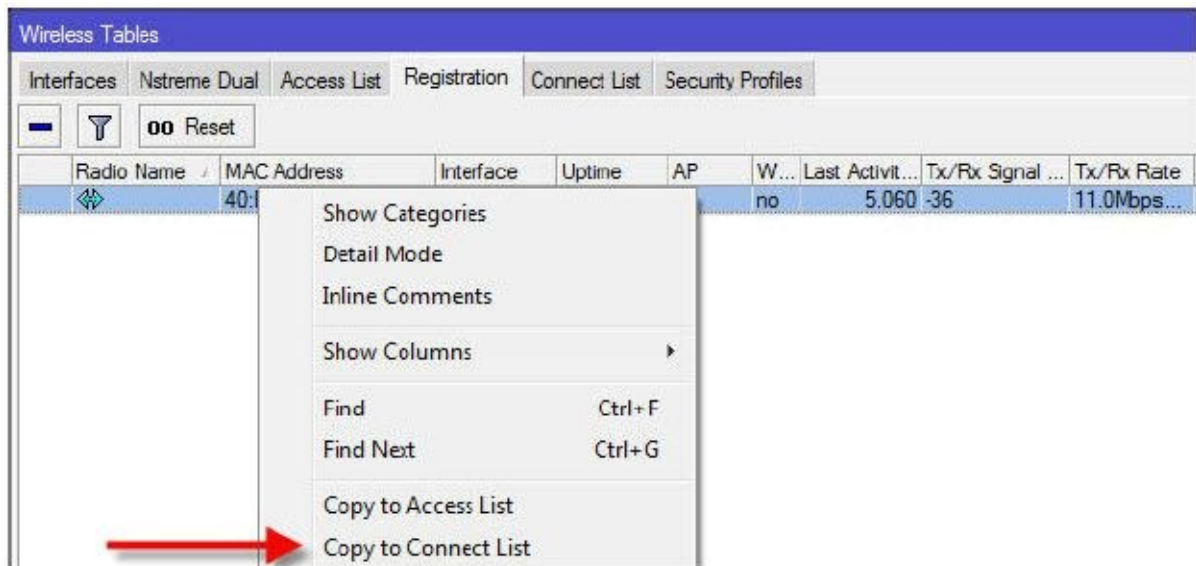 Wireless Tables
Interfaces Nstreme Dual Access List Registration Connect List Security Profiles
00 Reset
Radio Name MAC Address Interface Uptime AP W... Last Activit... Tx/Rx Signal ... Tx/Rx Rate
40: no 5.060 -36 11.0Mbps...
Show Categories
Detail Mode
Inline Comments
Show Columns
Find Ctrl+F
Find Next Ctrl+G
Copy to Access List
Copy to Connect List